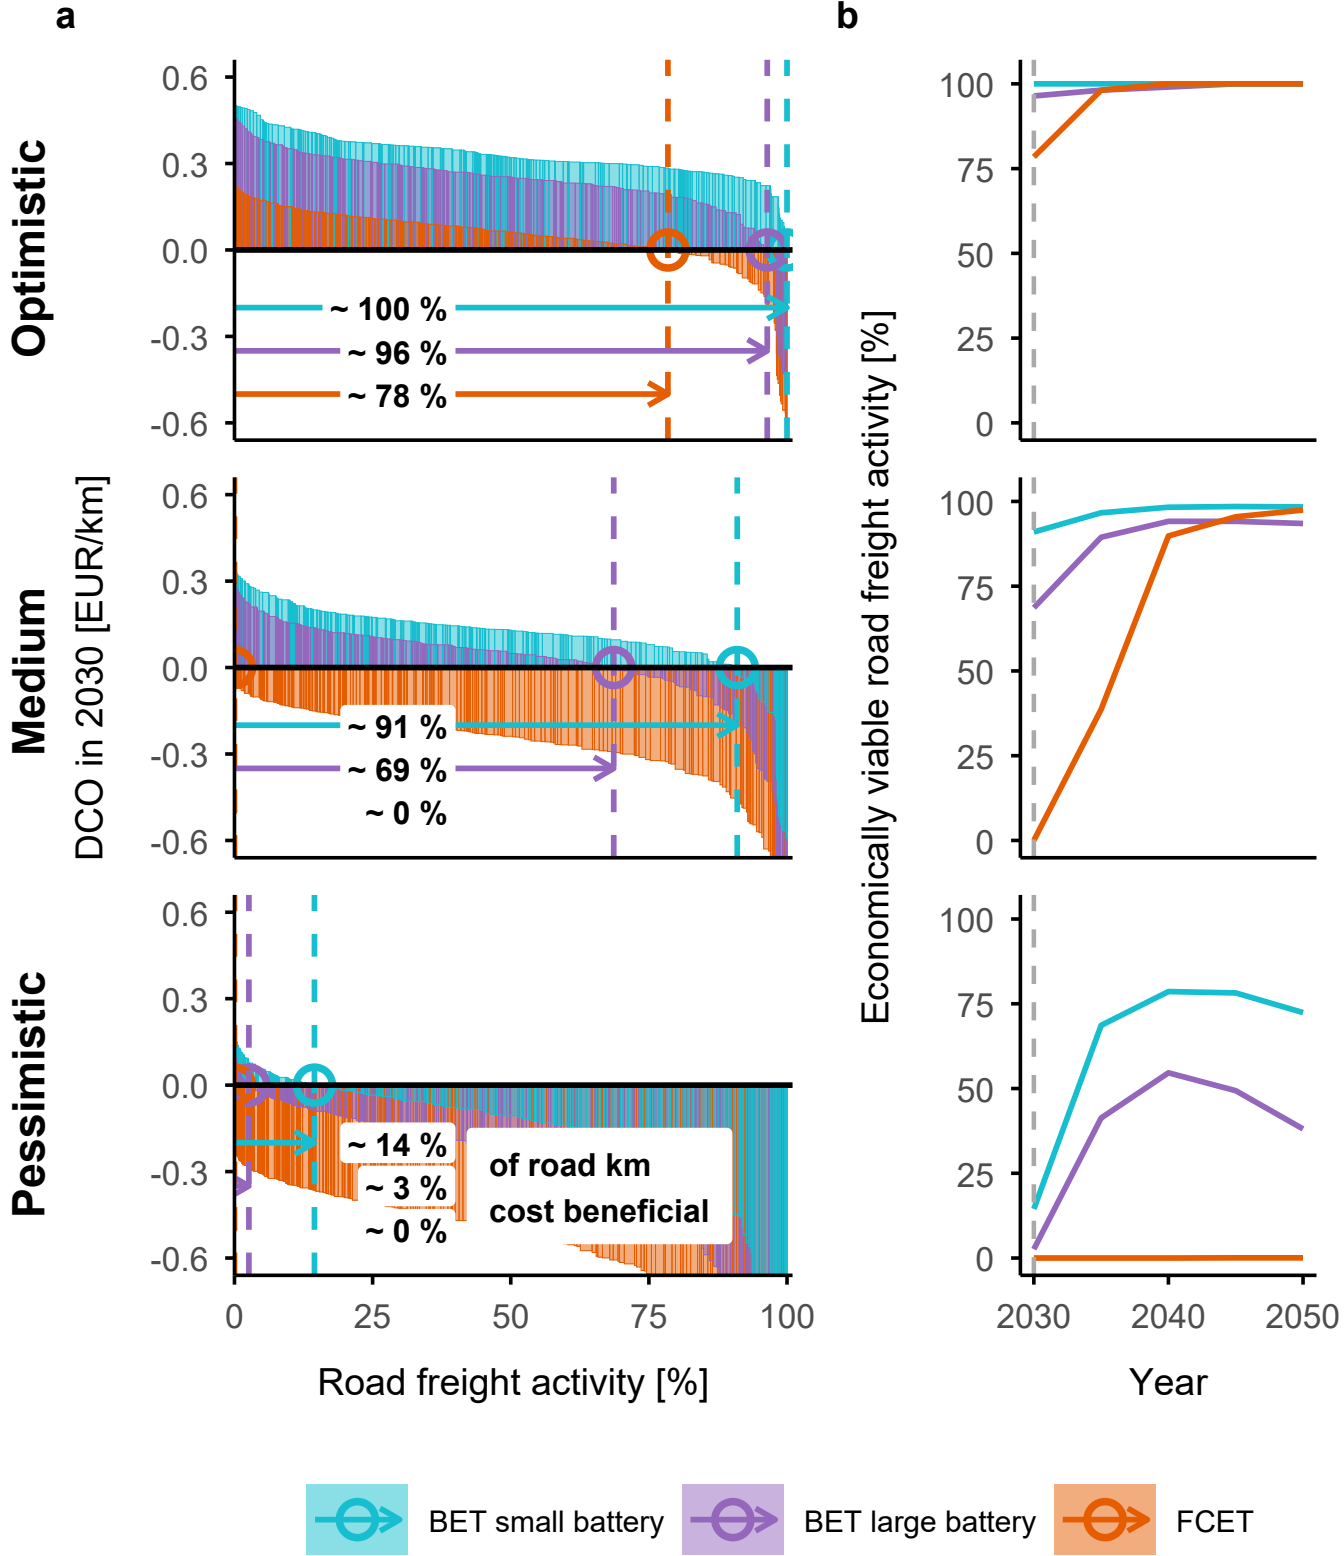 a
b
Optimistic
0.6
0.3
0.0
-0.3
-0.6
~ 100 %
~ 96 %
~ 78 %
100
75
50
25
0
Medium
DCO in 2030 [EUR/km]
0.6
0.3
0.0
-0.3
-0.6
~ 91 %
~ 69 %
~ 0 %
Economically viable road freight activity [%]
100
75
50
25
0
Pessimistic
0.6
0.3
0.0
-0.3
-0.6
~ 14 %
~ 3 %
~ 0 %
of road km
cost beneficial
100
75
50
25
0
0 25 50 75 100
2030 2040 2050
Road freight activity [%]
Year
BET small battery
BET large battery
FCET